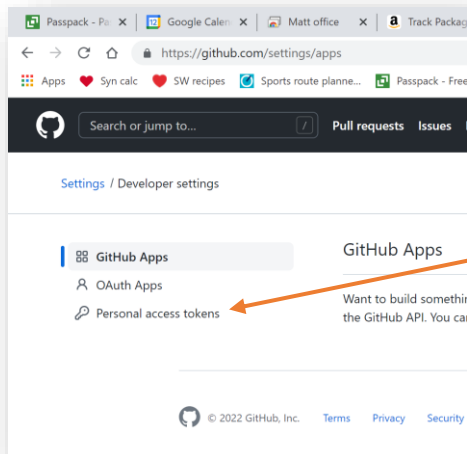 Passpack - Pa
Google Calen
Matt office
Track Packag
https://github.com/settings/apps
Apps Syn calc SW recipes Sports route planne... Passpack - Free
Search or jump to... / Pull requests Issues
Settings / Developer settings
GitHub Apps
OAuth Apps
Personal access tokens
GitHub Apps
Want to build somethin
the GitHub API. You can
© 2022 GitHub, Inc. Terms Privacy Security